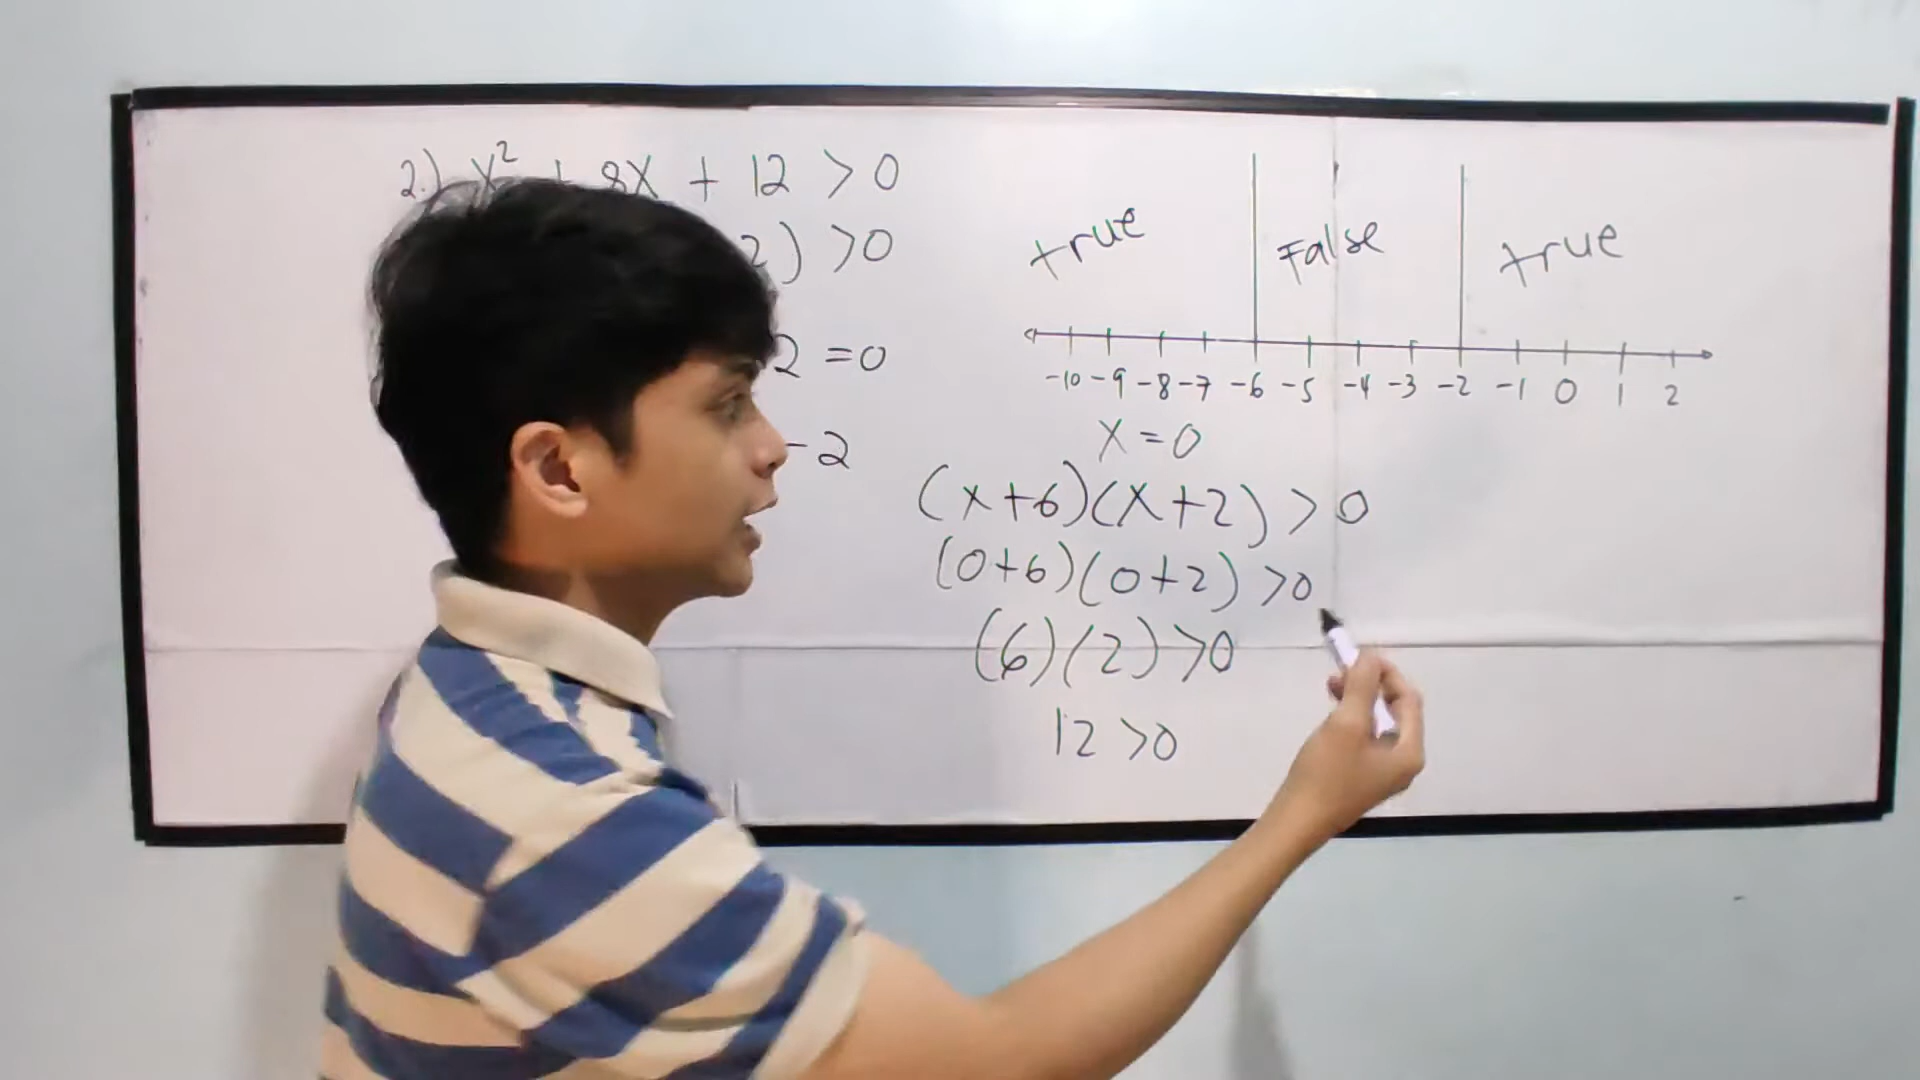 2.) x² + 8x + 12 > 0
2) >0
2 =0
-2
true False true
-10 -9 -8 -7 -6 -5 -4 -3 -2 -1 0 1 2
x = 0
(x+6)(x+2) > 0
(0+6)(0+2) >0
(6)(2) >0
12 >0